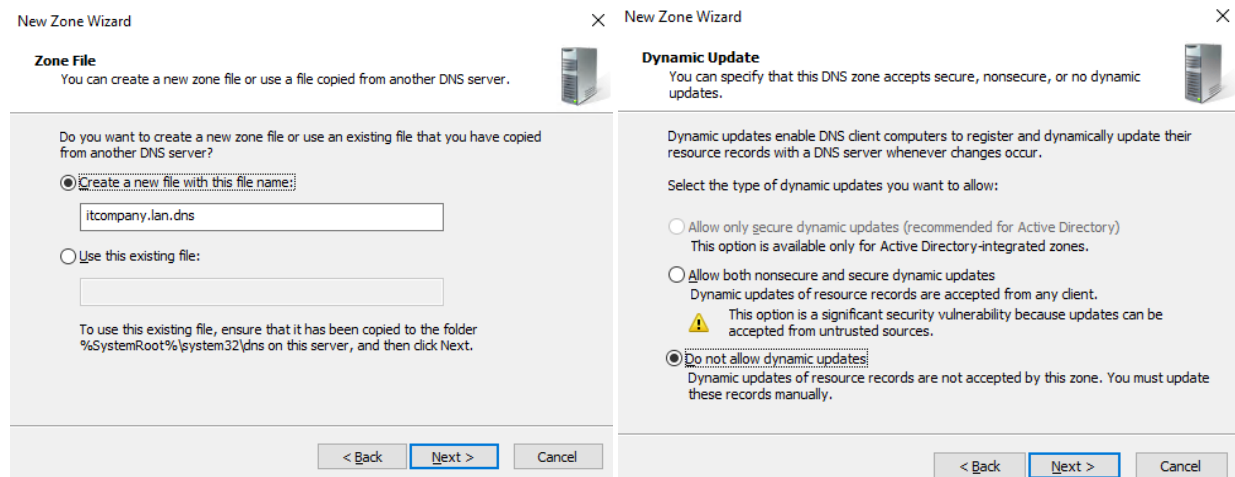 New Zone Wizard
Zone File
You can create a new zone file or use a file copied from another DNS server.
Do you want to create a new zone file or use an existing file that you have copied
from another DNS server?
Create a new file with this file name:
itcompany.lan.dns
Use this existing file:
To use this existing file, ensure that it has been copied to the folder
%SystemRoot%\system32\dns on this server, and then click Next.
< Back
Next >
Cancel
New Zone Wizard
Dynamic Update
You can specify that this DNS zone accepts secure, nonsecure, or no dynamic
updates.
Dynamic updates enable DNS client computers to register and dynamically update their
resource records with a DNS server whenever changes occur.
Select the type of dynamic updates you want to allow:
Allow only secure dynamic updates (recommended for Active Directory)
This option is available only for Active Directory-integrated zones.
Allow both nonsecure and secure dynamic updates
Dynamic updates of resource records are accepted from any client.
This option is a significant security vulnerability because updates can be
accepted from untrusted sources.
Do not allow dynamic updates
Dynamic updates of resource records are not accepted by this zone. You must update
these records manually.
< Back
Next >
Cancel